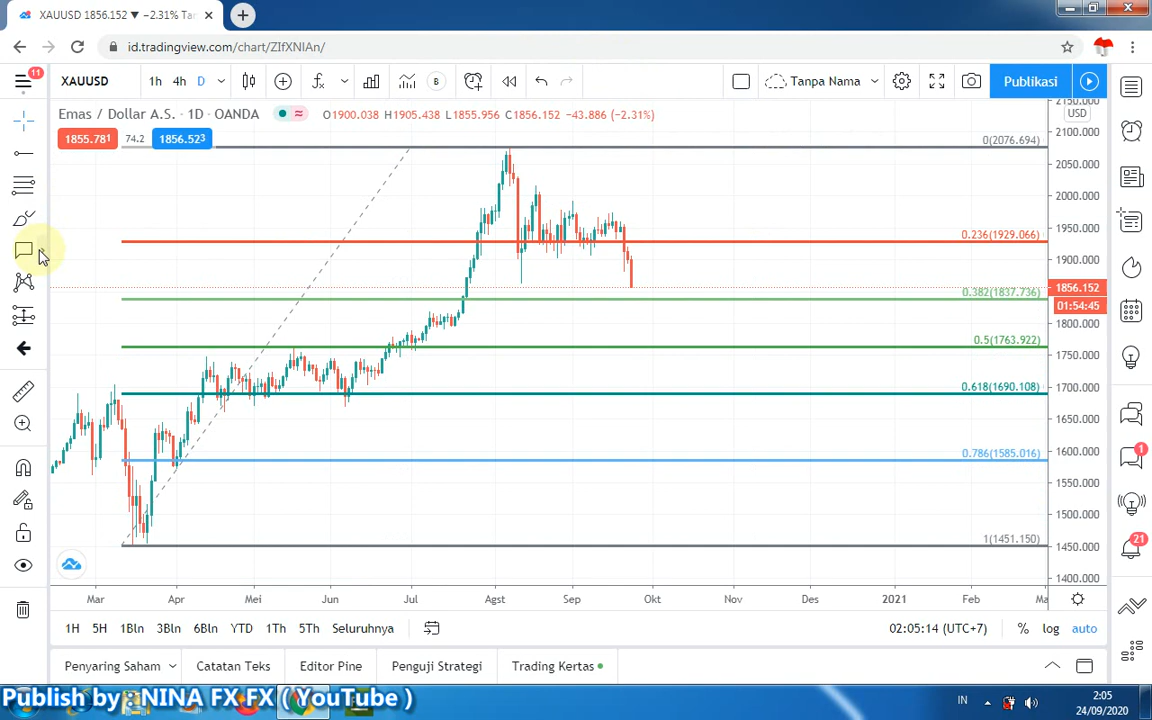 XAUUSD 1856.152 ▼ −2.31% Tan
id.tradingview.com/chart/ZIfXNIAn/
11
XAUUSD 1h 4h D B Tanpa Nama Publikasi
Emas / Dollar A.S. · 1D · OANDA O1900.038 H1905.438 L1855.956 C1856.152 −43.886 (−2.31%)
1855.781 74.2 1856.523
USD
2150.000
2100.000
2050.000
2000.000
1950.000
1900.000
1856.152
01:54:45
1800.000
1750.000
1700.000
1650.000
1600.000
1550.000
1500.000
1450.000
1400.000
0(2076.694)
0.236(1929.066)
0.382(1837.736)
0.5(1763.922)
0.618(1690.108)
0.786(1585.016)
1(1451.150)
1
21
Mar Apr Mei Jun Jul Agst Sep Okt Nov Des 2021 Feb Ma
1H 5H 1Bln 3Bln 6Bln YTD 1Th 5Th Seluruhnya 02:05:14 (UTC+7) % log auto
Penyaring Saham Catatan Teks Editor Pine Penguji Strategi Trading Kertas
Publish by : NINA FX FX ( YouTube )
IN
2:05
24/09/2020